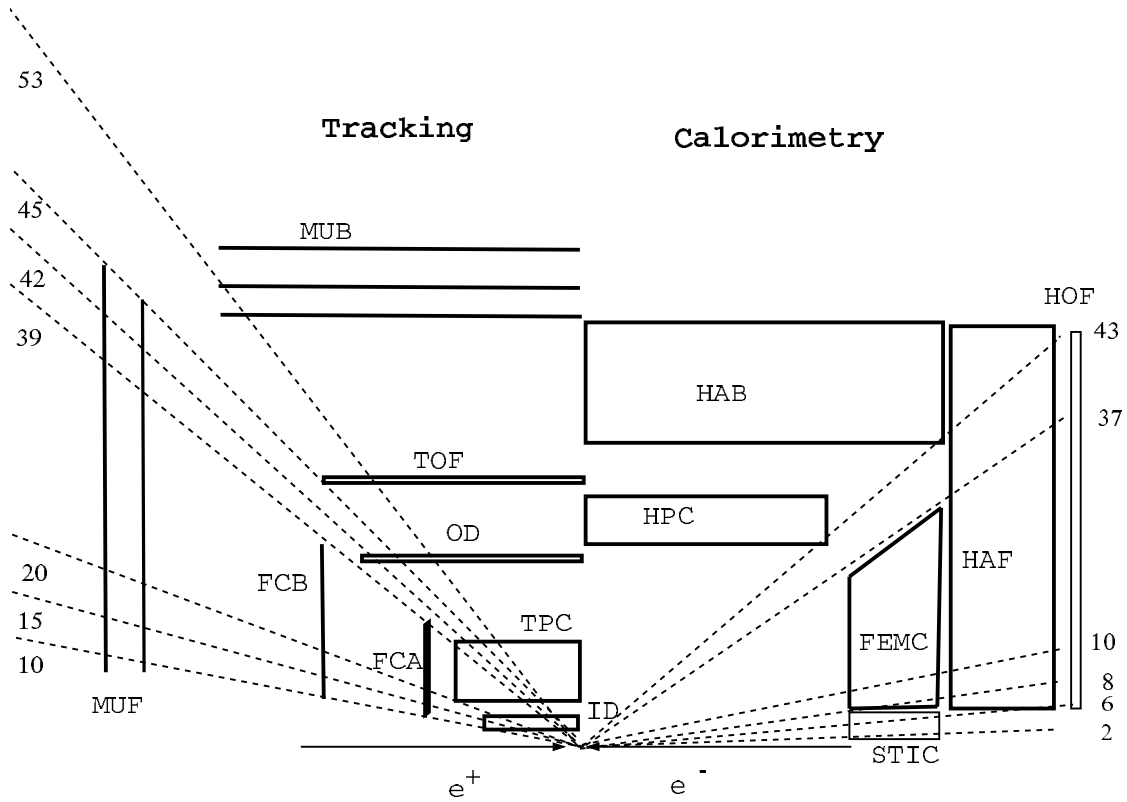 53
Tracking
Calorimetry
45
MUB
42
HOF
39
43
HAB
37
TOF
HPC
OD
20
FCB
HAF
15
TPC
FEMC
10
FCA
10
8
MUF
ID
6
2
STIC
e+
e-